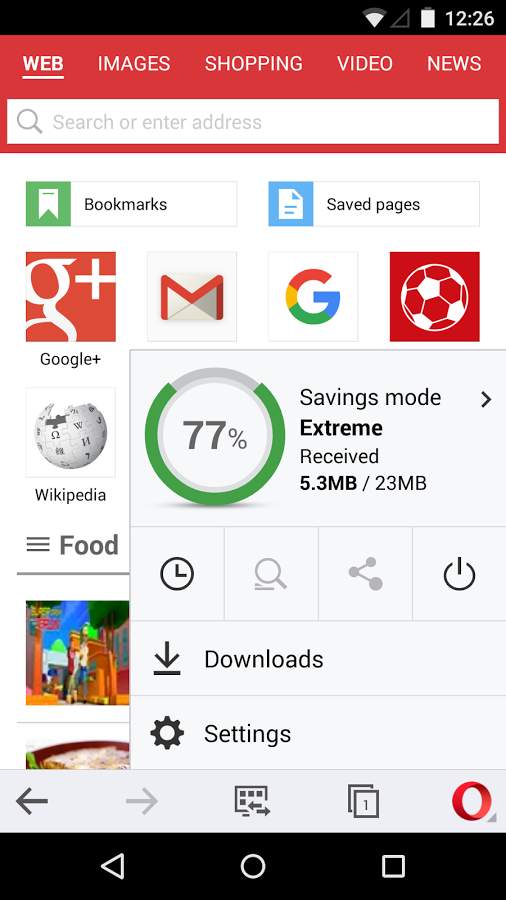 12:26
WEB IMAGES SHOPPING VIDEO NEWS
Search or enter address
Bookmarks Saved pages
g+
Google+
G
Savings mode
Extreme
Received
5.3MB / 23MB
77%
Wikipedia
Food
Downloads
Settings
1